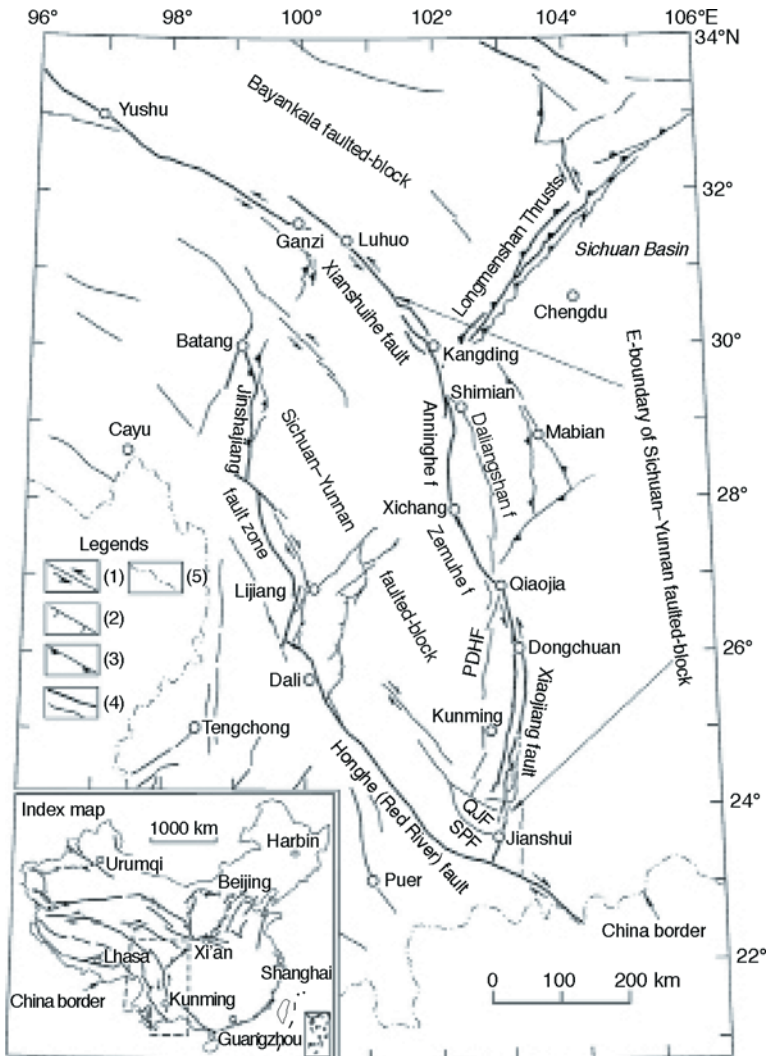 96°
98°
100°
102°
104°
106°E
34°N
Yushu
Bayankala faulted-block
32°
Ganzi
Luhuo
Longmenshan Thrusts
Sichuan Basin
Xianshuihe fault
Chengdu
Batang
30°
Kangding
Shimian
E-boundary of Sichuan–Yunnan faulted-block
Jinshajiang
fault zone
Cayu
Sichuan–Yunnan
faulted-block
Anninghe f
Daliangshan f
Mabian
28°
Xichang
Zemuhe f
Legends
(1)
(5)
(2)
(3)
(4)
Lijiang
Qiaojia
PDHF
Dongchuan
26°
Dali
Tengchong
Kunming
Xiaojiang fault
Honghe (Red River) fault
QJF
SPF
24°
Jianshui
Puer
China border
22°
0 100 200 km
Index map
1000 km
Harbin
Urumqi
Beijing
Lhasa
Xi'an
Shanghai
China border
Kunming
Guangzhou